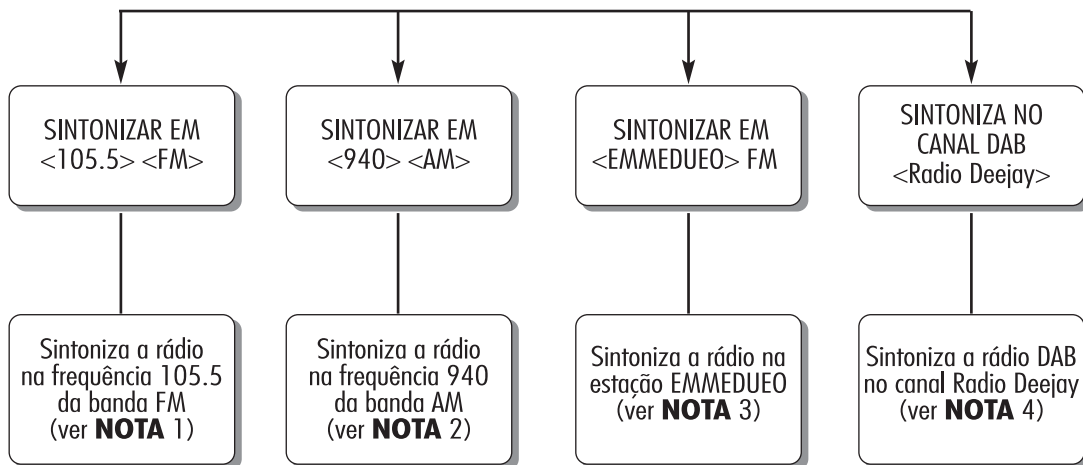 SINTONIZAR EM
<105.5> <FM>
SINTONIZAR EM
<940> <AM>
SINTONIZAR EM
<EMMEDUEO> FM
SINTONIZA NO
CANAL DAB
<Radio Deejay>
Sintoniza a rádio
na frequência 105.5
da banda FM
(ver NOTA 1)
Sintoniza a rádio
na frequência 940
da banda AM
(ver NOTA 2)
Sintoniza a rádio na
estação EMMEDUEO
(ver NOTA 3)
Sintoniza a rádio DAB
no canal Radio Deejay
(ver NOTA 4)